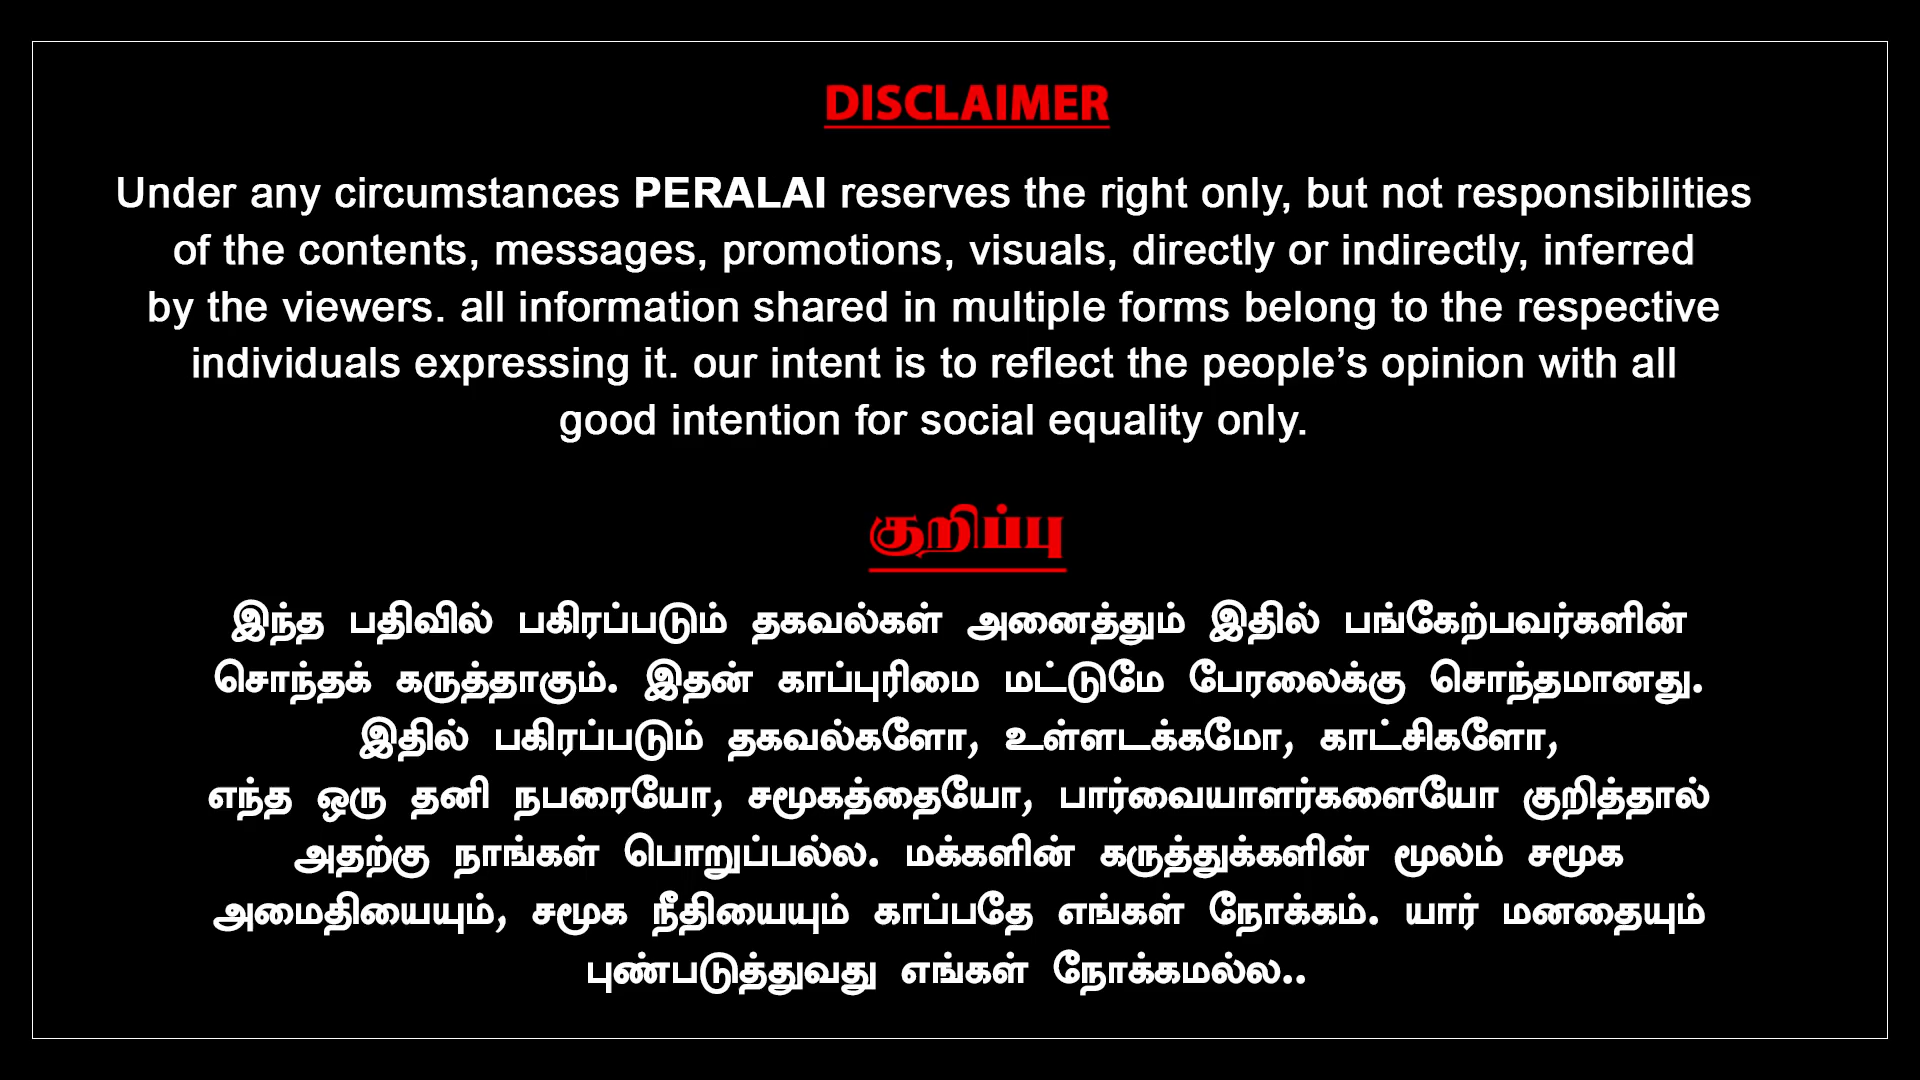 DISCLAIMER
Under any circumstances PERALAI reserves the right only, but not responsibilities
of the contents, messages, promotions, visuals, directly or indirectly, inferred
by the viewers. all information shared in multiple forms belong to the respective
individuals expressing it. our intent is to reflect the people’s opinion with all
good intention for social equality only.
குறிப்பு
இந்த பதிவில் பகிரப்படும் தகவல்கள் அனைத்தும் இதில் பங்கேற்பவர்களின்
சொந்தக் கருத்தாகும். இதன் காப்புரிமை மட்டுமே பேரலைக்கு சொந்தமானது.
இதில் பகிரப்படும் தகவல்களோ, உள்ளடக்கமோ, காட்சிகளோ,
எந்த ஒரு தனி நபரையோ, சமூகத்தையோ, பார்வையாளர்களையோ குறித்தால்
அதற்கு நாங்கள் பொறுப்பல்ல. மக்களின் கருத்துக்களின் மூலம் சமூக
அமைதியையும், சமூக நீதியையும் காப்பதே எங்கள் நோக்கம். யார் மனதையும்
புண்படுத்துவது எங்கள் நோக்கமல்ல..